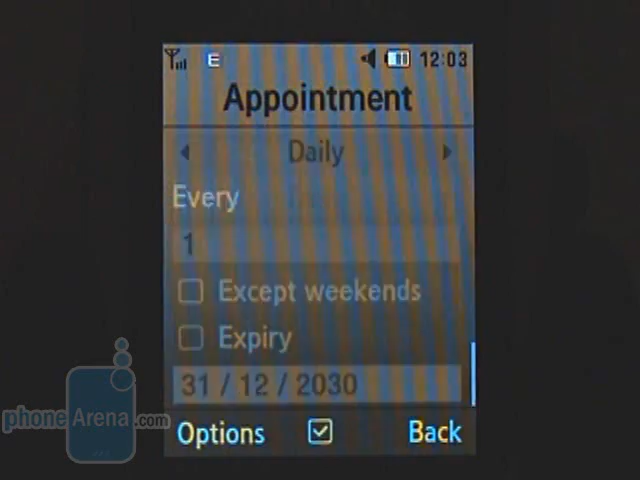 E 12:03
Appointment
Daily
Every
1
Except weekends
Expiry
31 / 12 / 2030
Options Back
phoneArena.com